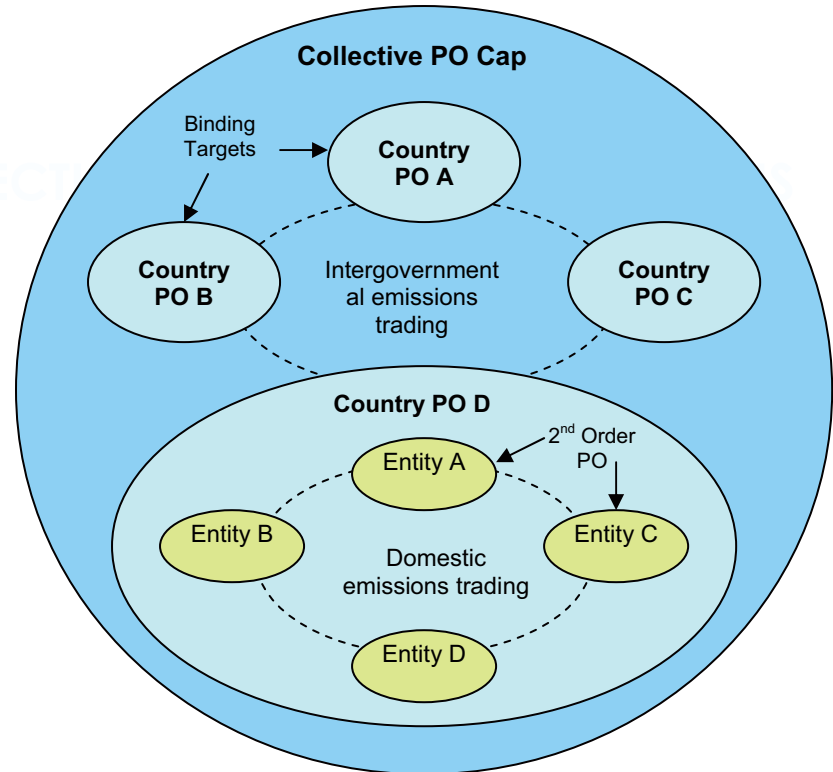 Collective PO Cap
Binding
Targets
Country
PO A
Country
PO B
Intergovernment
al emissions
trading
Country
PO C
Country PO D
2nd Order
PO
Entity A
Entity B
Entity C
Domestic
emissions trading
Entity D